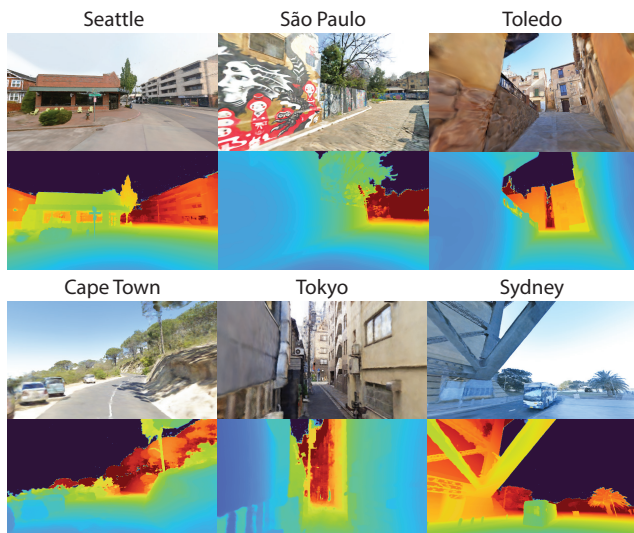 Seattle
São Paulo
Toledo
Cape Town
Tokyo
Sydney